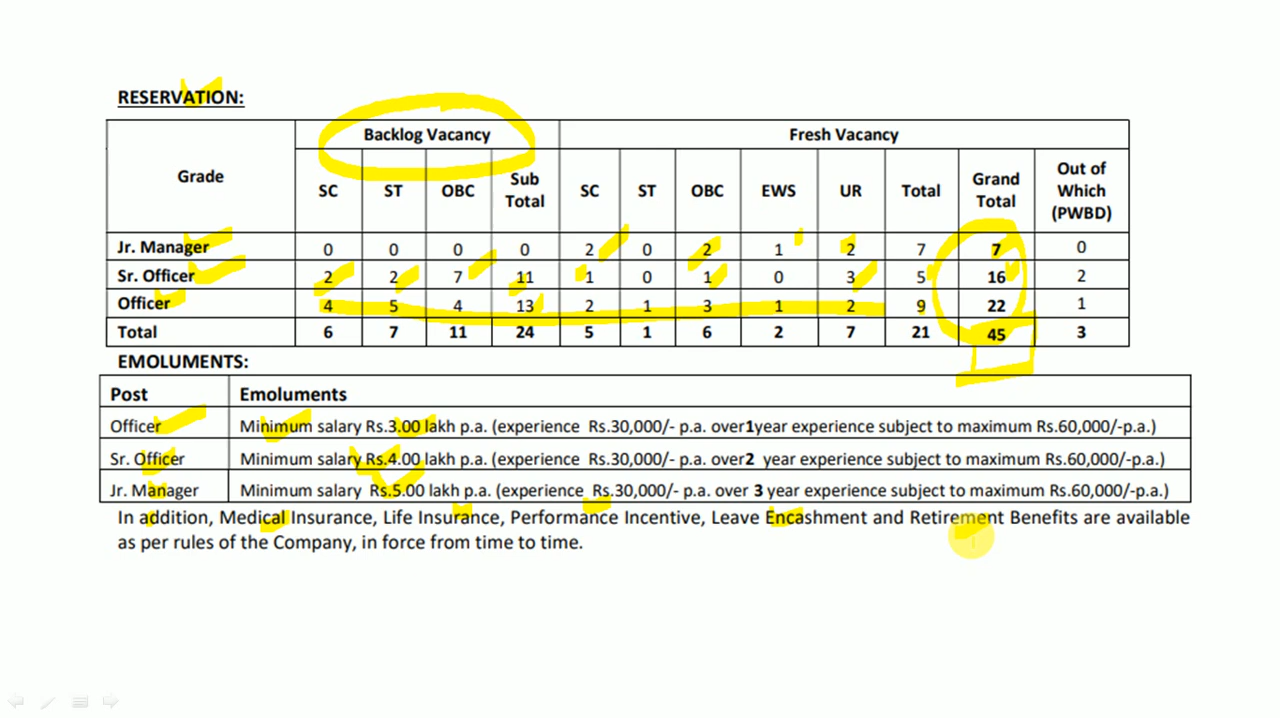 RESERVATION:
Grade Backlog Vacancy Fresh Vacancy
SC ST OBC Sub Total SC ST OBC EWS UR Total Grand Total Out of Which (PWBD)
Jr. Manager 0 0 0 0 2 0 2 1 2 7 7 0
Sr. Officer 2 2 7 11 1 0 1 0 3 5 16 2
Officer 4 5 4 13 2 1 3 1 2 9 22 1
Total 6 7 11 24 5 1 6 2 7 21 45 3
EMOLUMENTS:
Post Emoluments
Officer Minimum salary Rs.3.00 lakh p.a. (experience Rs.30,000/- p.a. over1year experience subject to maximum Rs.60,000/-p.a.)
Sr. Officer Minimum salary Rs.4.00 lakh p.a. (experience Rs.30,000/- p.a. over2 year experience subject to maximum Rs.60,000/-p.a.)
Jr. Manager Minimum salary Rs.5.00 lakh p.a. (experience Rs.30,000/- p.a. over 3 year experience subject to maximum Rs.60,000/-p.a.)
In addition, Medical Insurance, Life Insurance, Performance Incentive, Leave Encashment and Retirement Benefits are available
as per rules of the Company, in force from time to time.